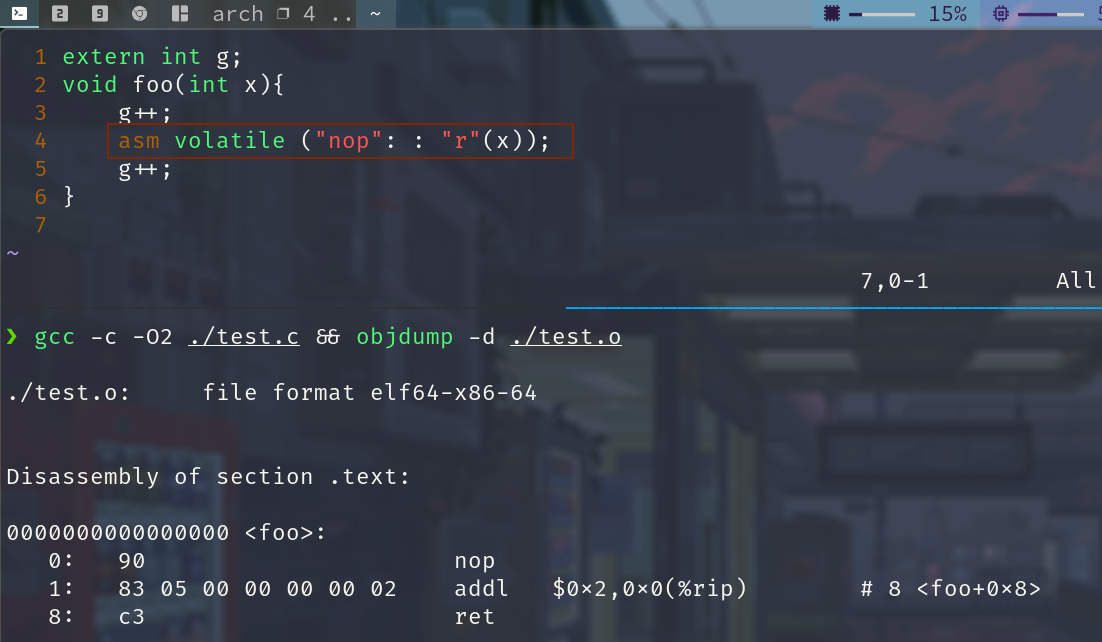 2 9 arch 4 .. ~ 15%
1 extern int g;
2 void foo(int x){
3 g++;
4 asm volatile ("nop": : "r"(x));
5 g++;
6 }
7
~
7,0-1 All
❯ gcc -c -O2 ./test.c && objdump -d ./test.o
./test.o: file format elf64-x86-64
Disassembly of section .text:
0000000000000000 <foo>:
0: 90 nop
1: 83 05 00 00 00 00 02 addl $0×2,0×0(%rip) # 8 <foo+0×8>
8: c3 ret